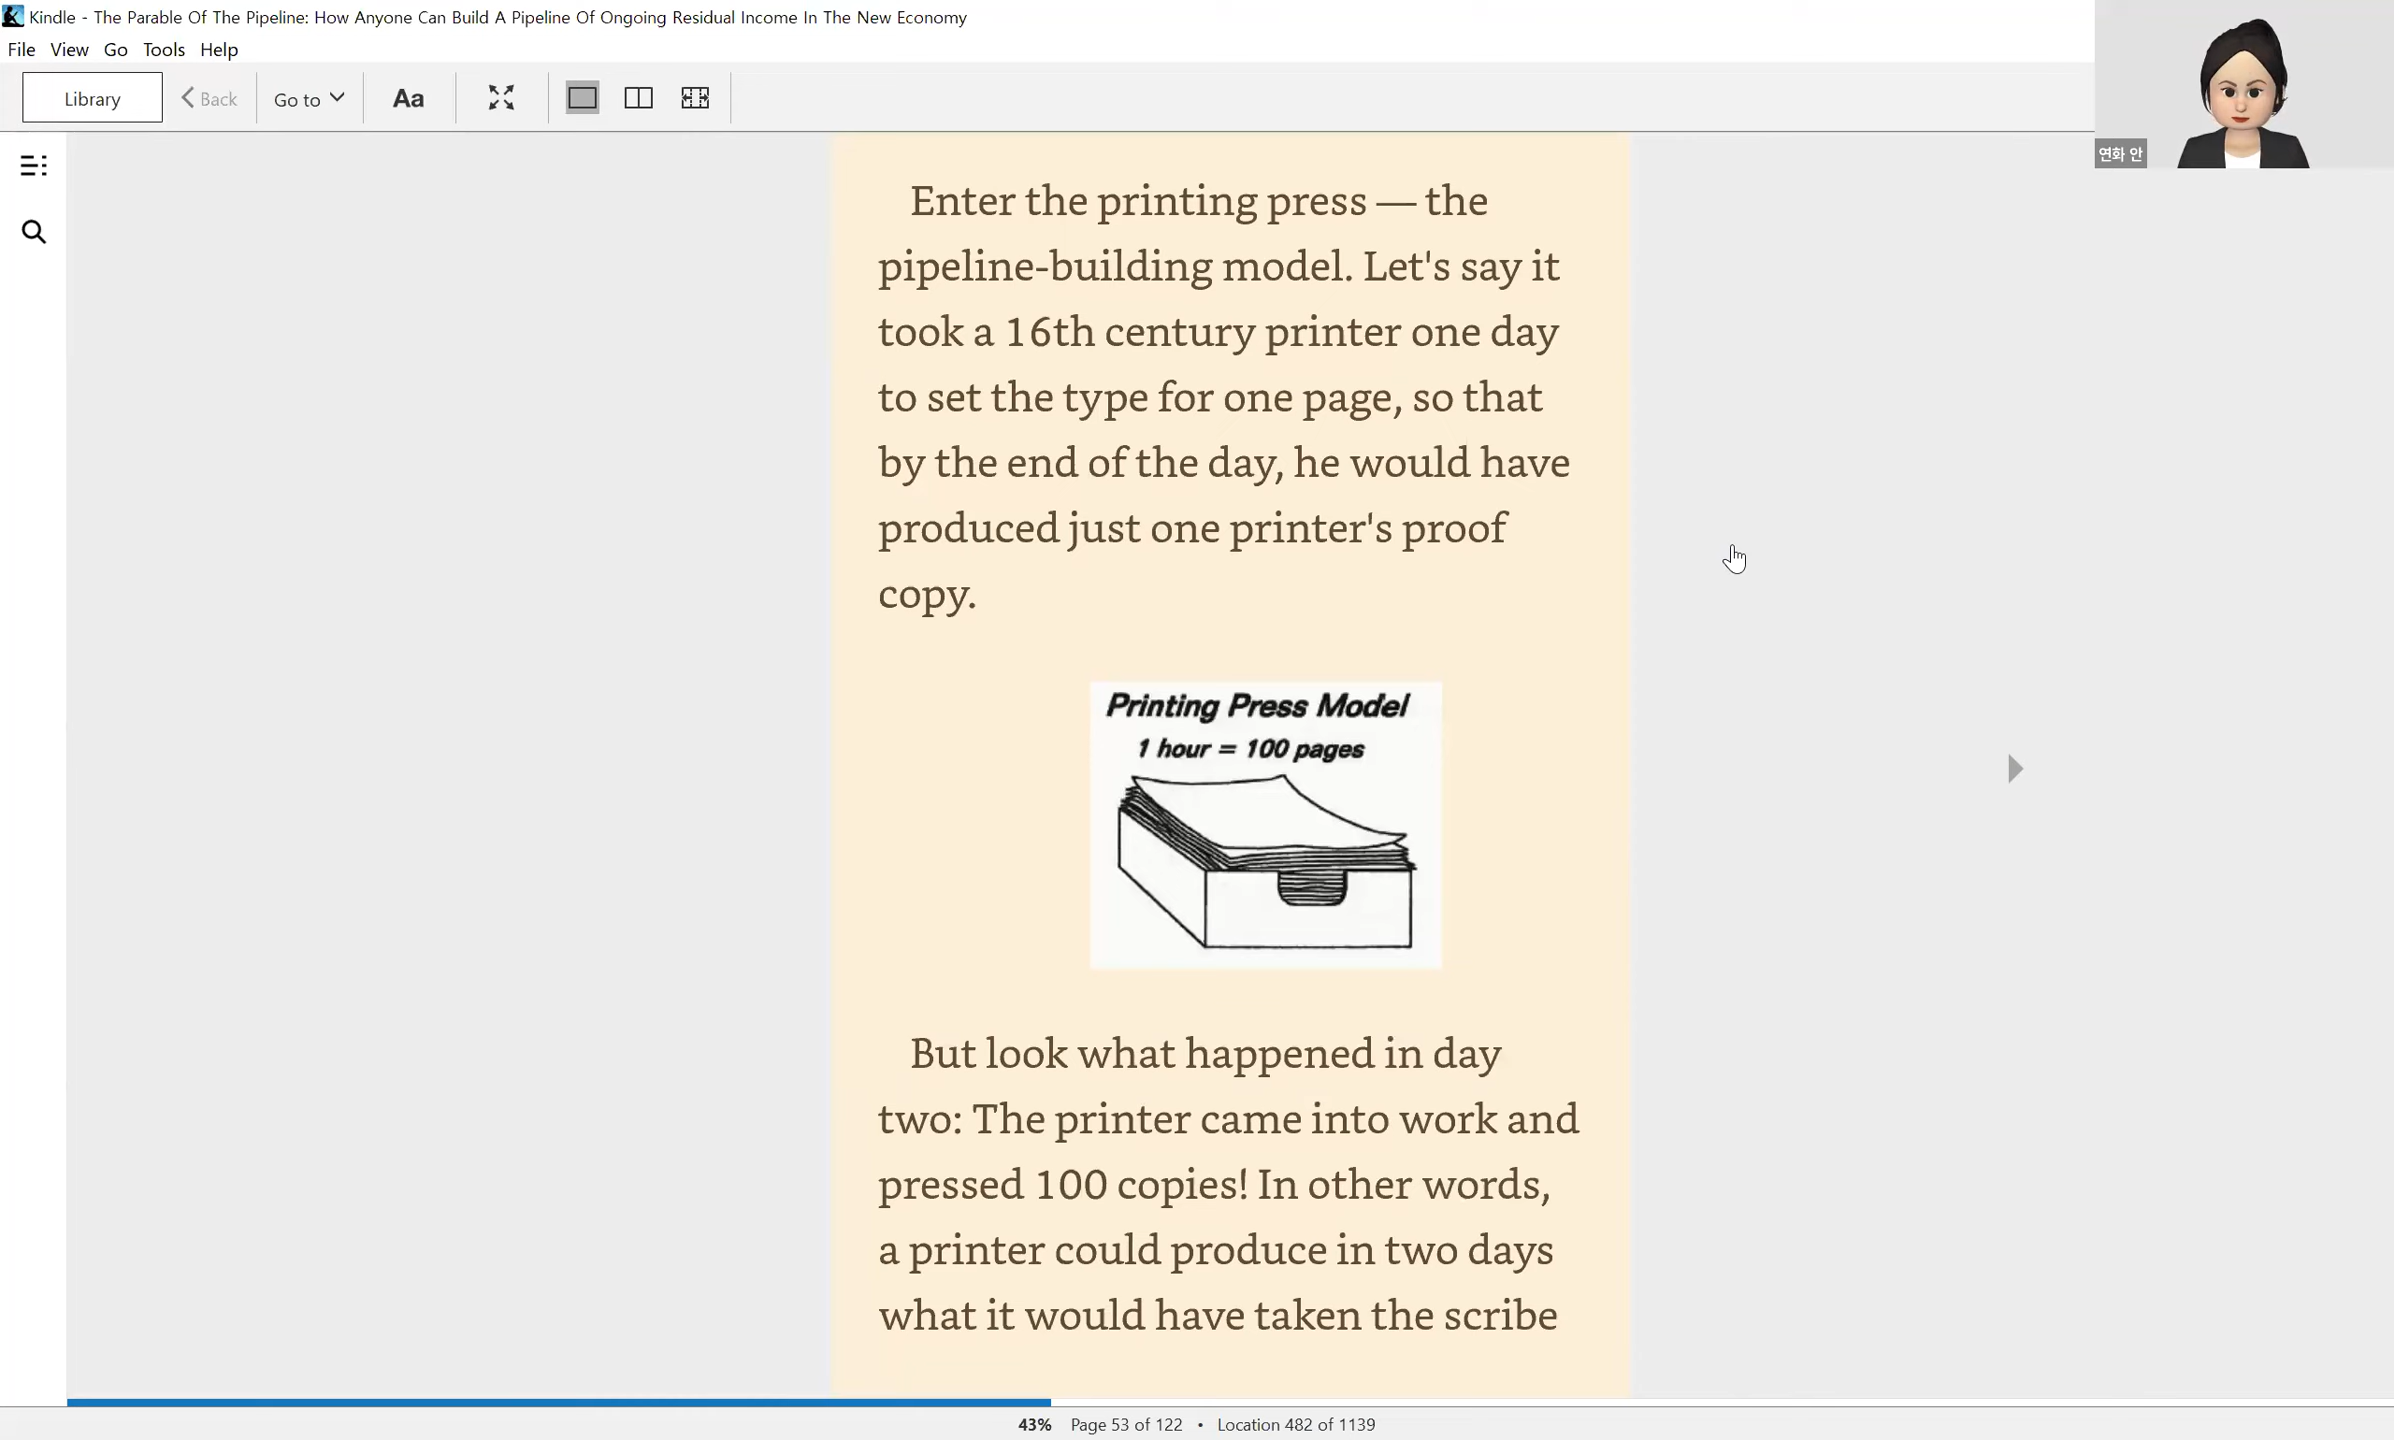 Kindle - The Parable Of The Pipeline: How Anyone Can Build A Pipeline Of Ongoing Residual Income In The New Economy
File View Go Tools Help
Library Back Go to Aa
연화 안
Enter the printing press — the
pipeline-building model. Let's say it
took a 16th century printer one day
to set the type for one page, so that
by the end of the day, he would have
produced just one printer's proof
copy.
Printing Press Model
1 hour = 100 pages
But look what happened in day
two: The printer came into work and
pressed 100 copies! In other words,
a printer could produce in two days
what it would have taken the scribe
43% Page 53 of 122 • Location 482 of 1139